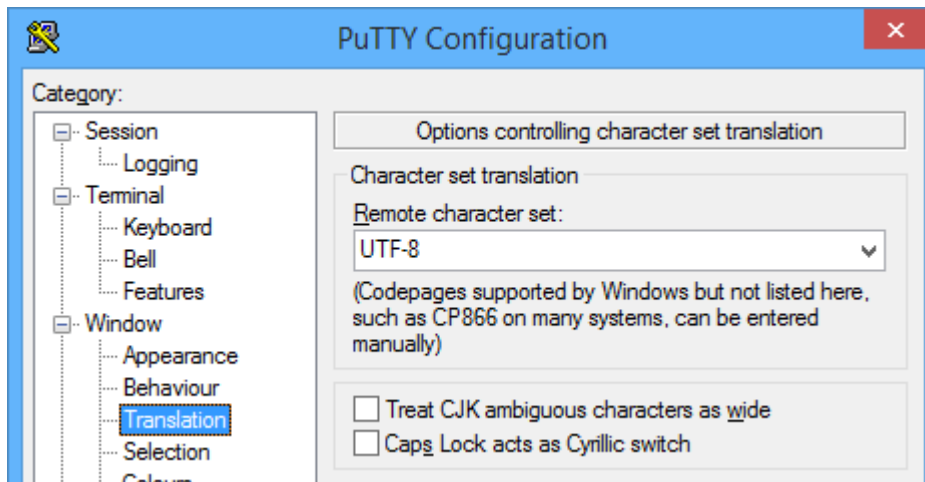 PuTTY Configuration
Category:
Session
Logging
Terminal
Keyboard
Bell
Features
Window
Appearance
Behaviour
Translation
Selection
Colours
Options controlling character set translation
Character set translation
Remote character set:
UTF-8
(Codepages supported by Windows but not listed here,
such as CP866 on many systems, can be entered
manually)
Treat CJK ambiguous characters as wide
Caps Lock acts as Cyrillic switch